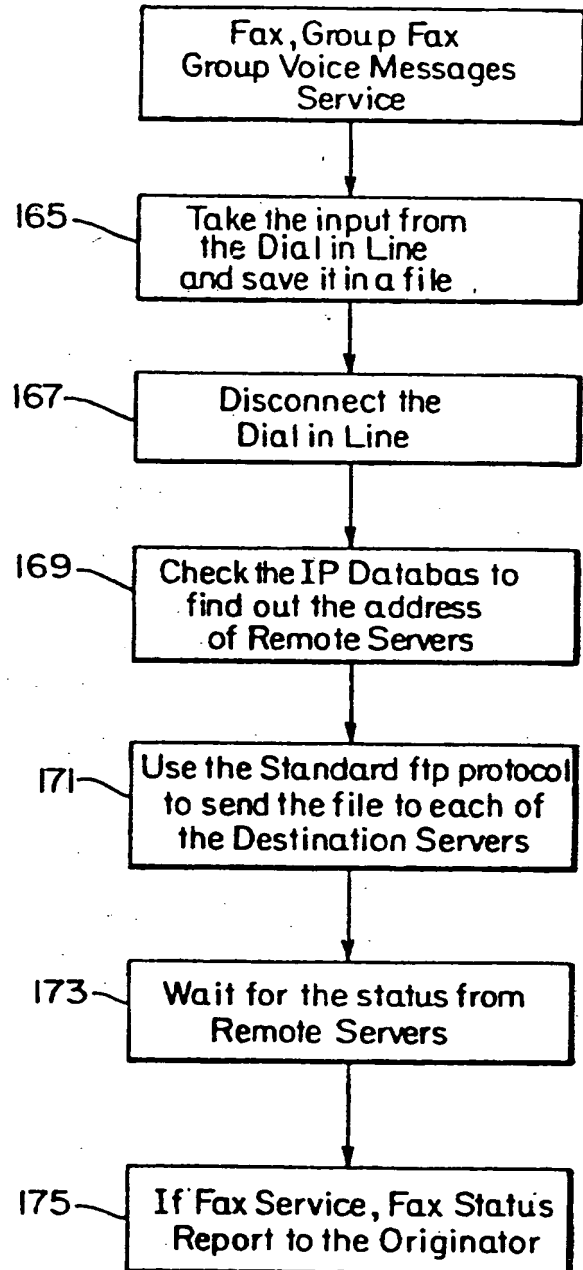 Fax, Group Fax
Group Voice Messages
Service
165
Take the input from
the Dial in Line
and save it in a file
167
Disconnect the
Dial in Line
169
Check the IP Databas to
find out the address
of Remote Servers
171
Use the Standard ftp protocol
to send the file to each of
the Destination Servers
173
Wait for the status from
Remote Servers
175
If Fax Service, Fax Status
Report to the Originator